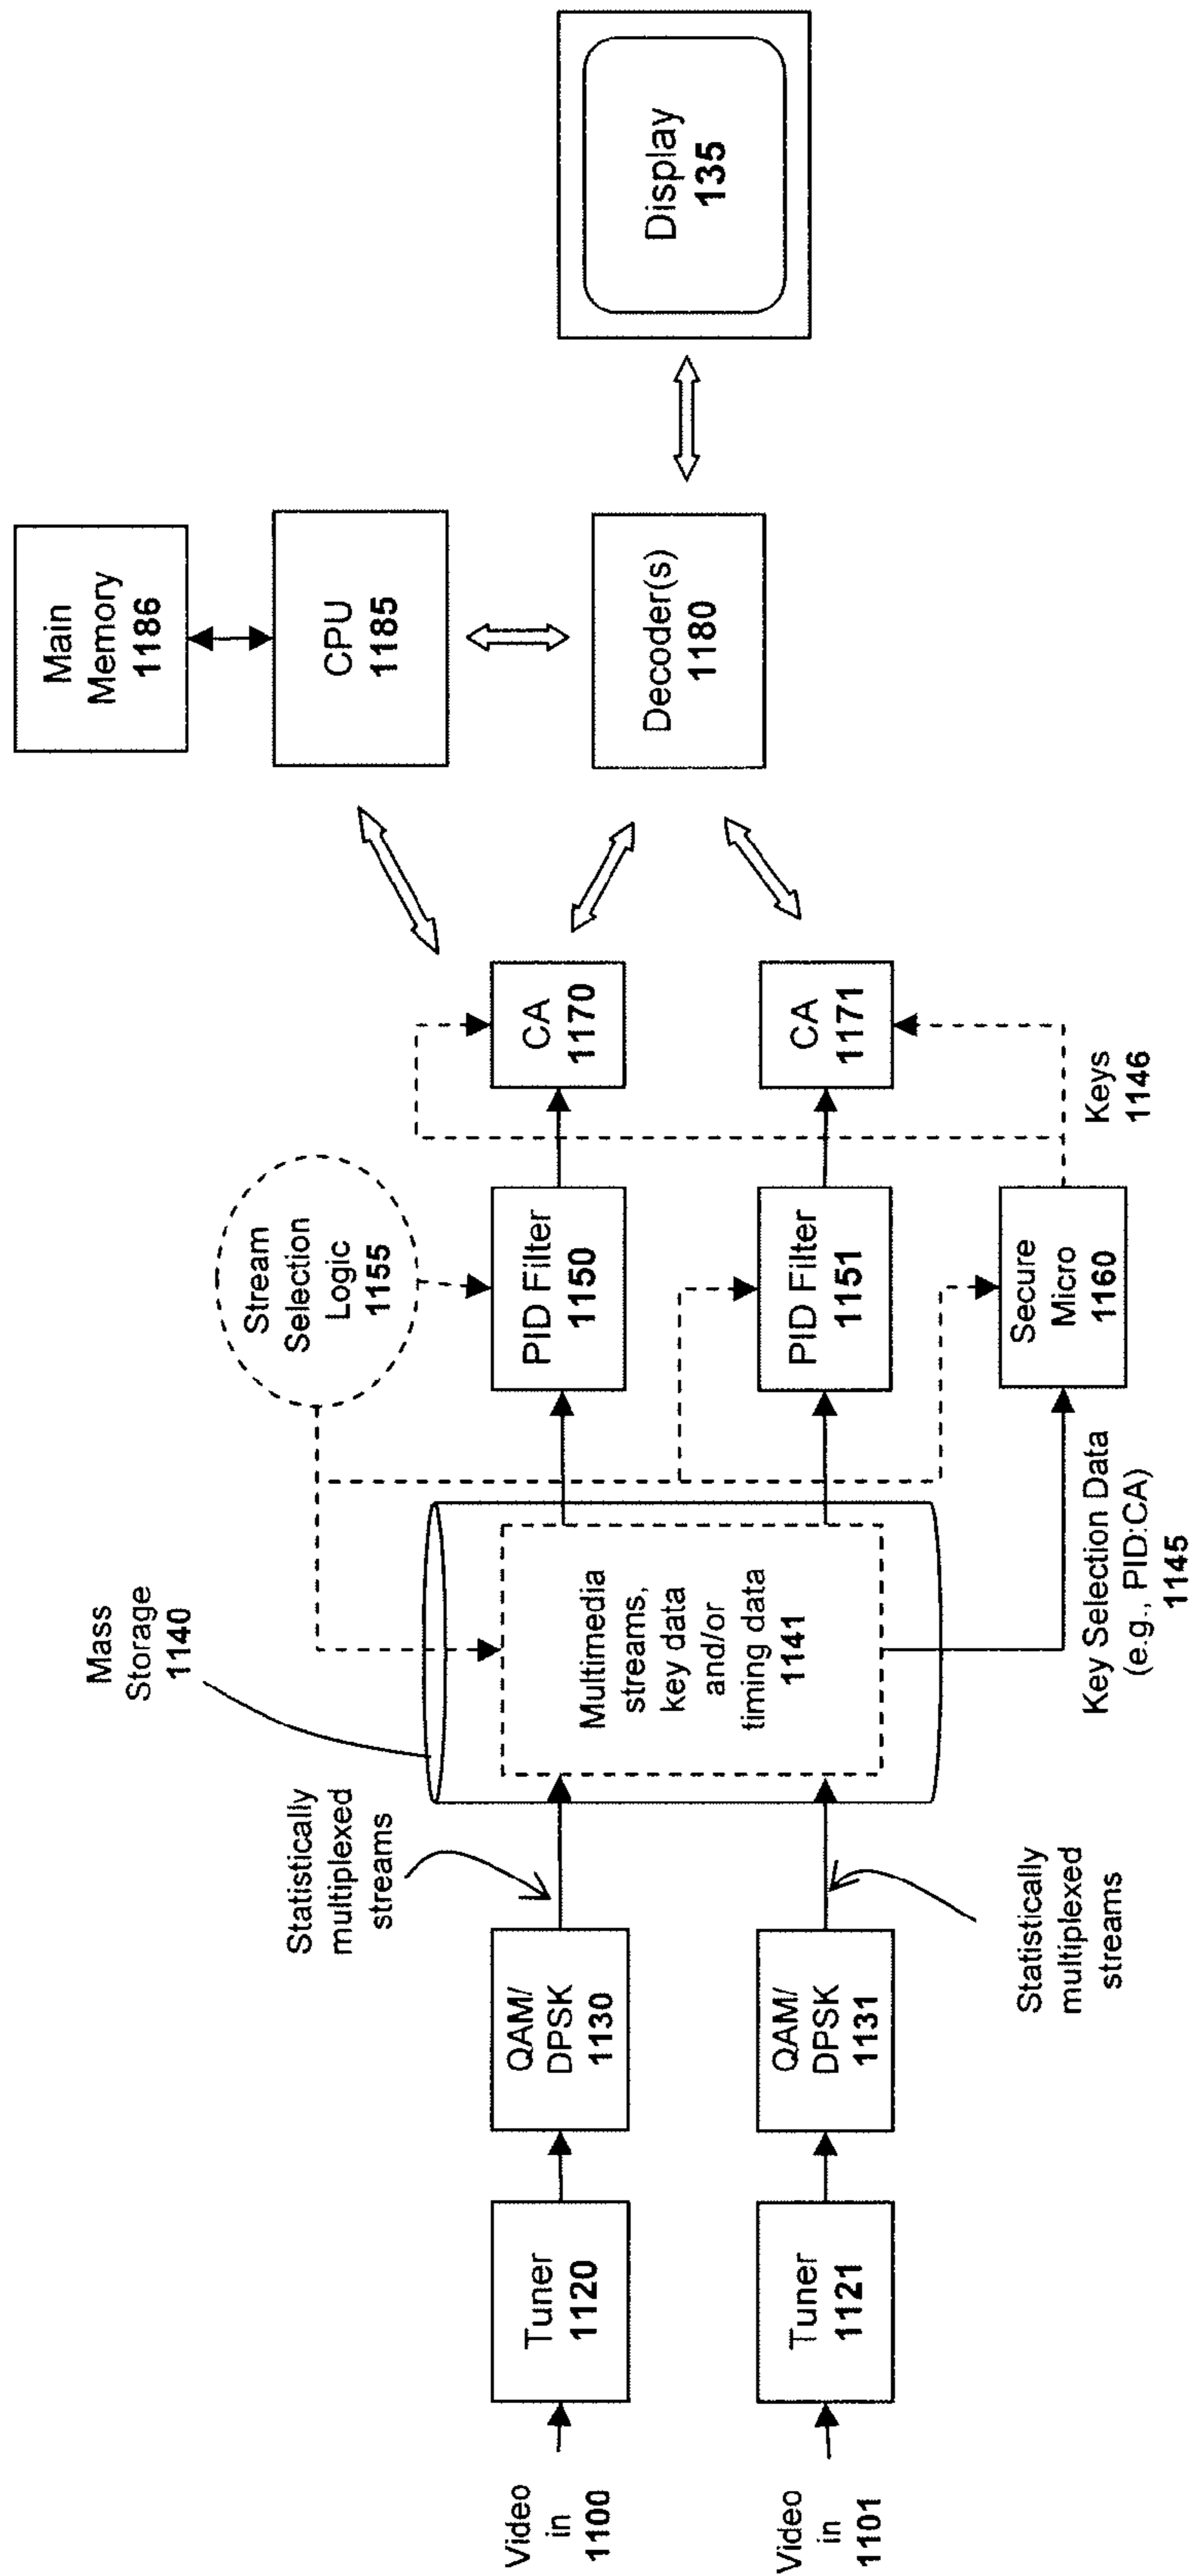 Video
in
1100
Video
in
1101
Tuner
1120
Tuner
1121
QAM/
DPSK
1130
QAM/
DPSK
1131
Statistically
multiplexed
streams
Statistically
multiplexed
streams
Mass
Storage
1140
Multimedia
streams,
key data
and/or
timing data
1141
Key Selection Data
(e.g., PID:CA)
1145
Stream
Selection
Logic
1155
PID Filter
1150
PID Filter
1151
Secure
Micro
1160
Keys
1146
CA
1170
CA
1171
Main
Memory
1186
CPU
1185
Decoder(s)
1180
Display
135